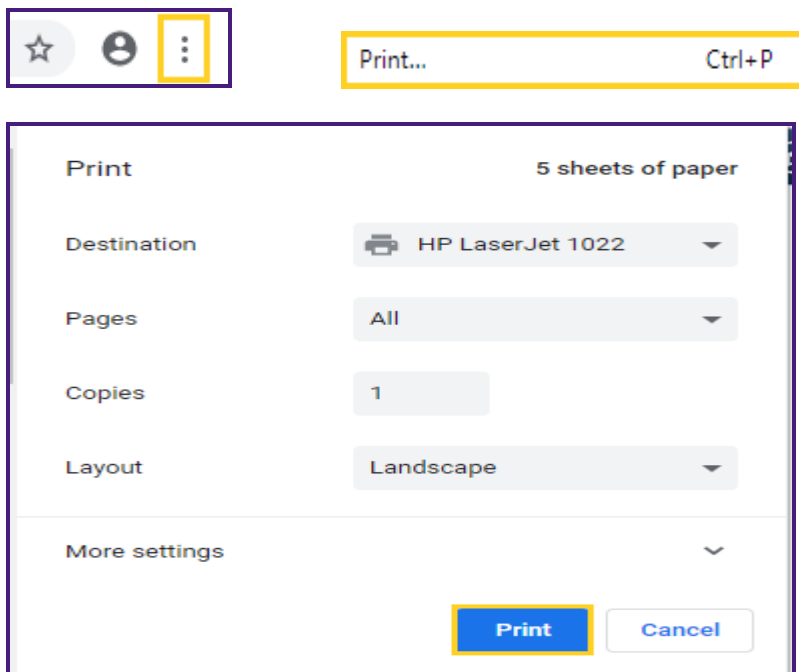 Print... Ctrl+P
Print 5 sheets of paper
Destination HP LaserJet 1022
Pages All
Copies 1
Layout Landscape
More settings
Print Cancel